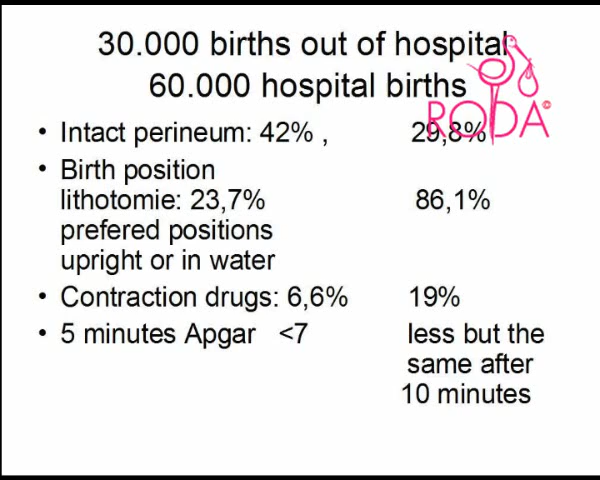 30.000 births out of hospital
60.000 hospital births
RODA©
• Intact perineum: 42% , 29,8%
• Birth position
lithotomie: 23,7% 86,1%
prefered positions
upright or in water
• Contraction drugs: 6,6% 19%
• 5 minutes Apgar <7 less but the
same after
10 minutes